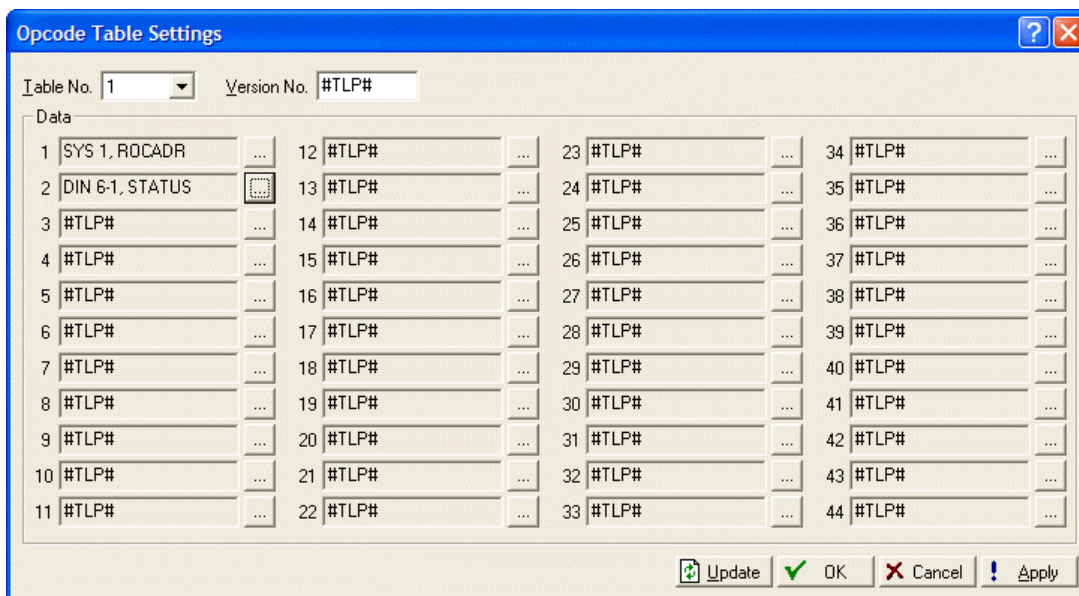 Opcode Table Settings
Table No. 1 Version No. #TLP#
Data
1 SYS 1, ROCADR ... 12 #TLP# ... 23 #TLP# ... 34 #TLP# ...
2 DIN 6-1, STATUS ... 13 #TLP# ... 24 #TLP# ... 35 #TLP# ...
3 #TLP# ... 14 #TLP# ... 25 #TLP# ... 36 #TLP# ...
4 #TLP# ... 15 #TLP# ... 26 #TLP# ... 37 #TLP# ...
5 #TLP# ... 16 #TLP# ... 27 #TLP# ... 38 #TLP# ...
6 #TLP# ... 17 #TLP# ... 28 #TLP# ... 39 #TLP# ...
7 #TLP# ... 18 #TLP# ... 29 #TLP# ... 40 #TLP# ...
8 #TLP# ... 19 #TLP# ... 30 #TLP# ... 41 #TLP# ...
9 #TLP# ... 20 #TLP# ... 31 #TLP# ... 42 #TLP# ...
10 #TLP# ... 21 #TLP# ... 32 #TLP# ... 43 #TLP# ...
11 #TLP# ... 22 #TLP# ... 33 #TLP# ... 44 #TLP# ...
Update OK Cancel Apply